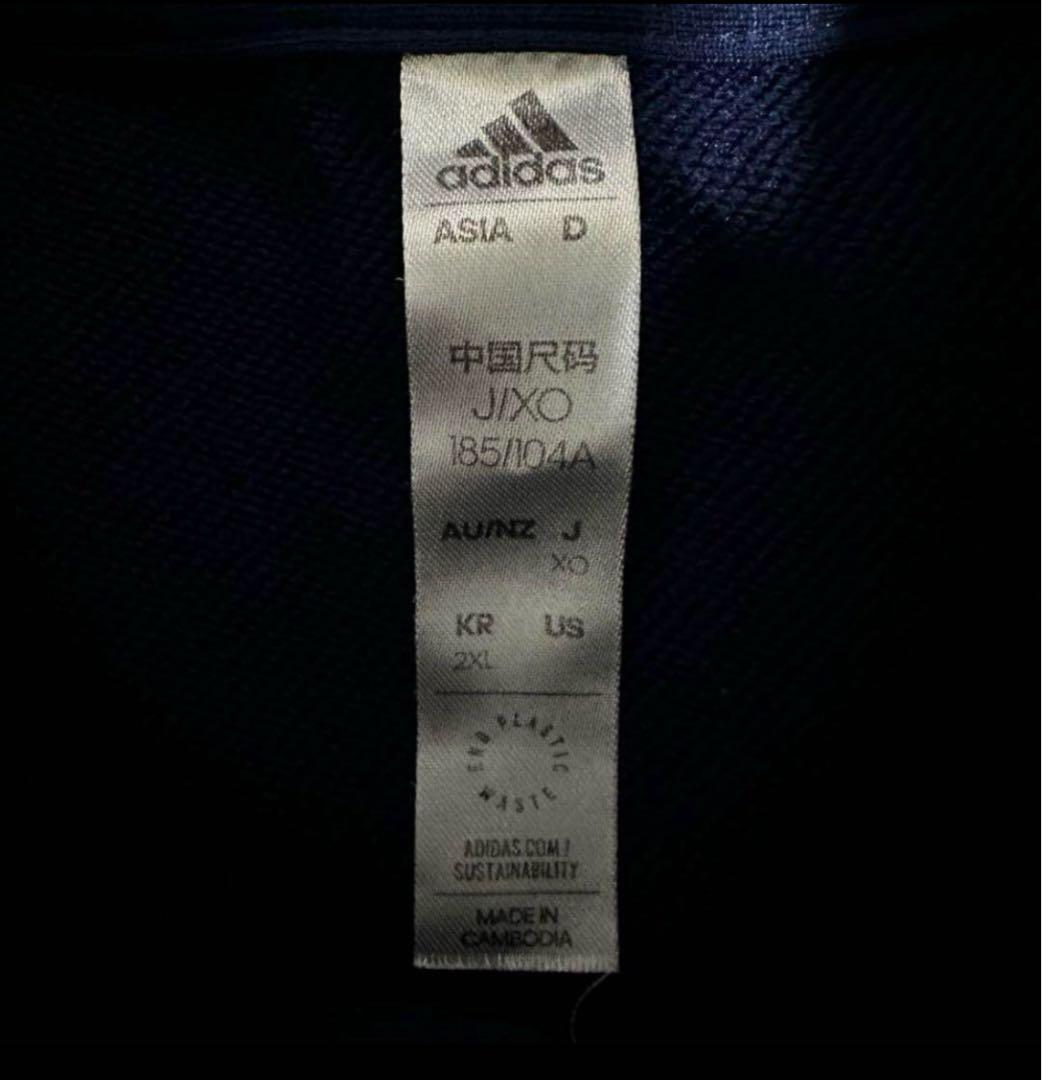 adidas
ASIA D
中国尺码
J/XO
185/104A
AU/NZ J
XO
KR US
2XL
END PLASTIC WASTE
ADIDAS.COM/
SUSTAINABILITY
MADE IN
CAMBODIA